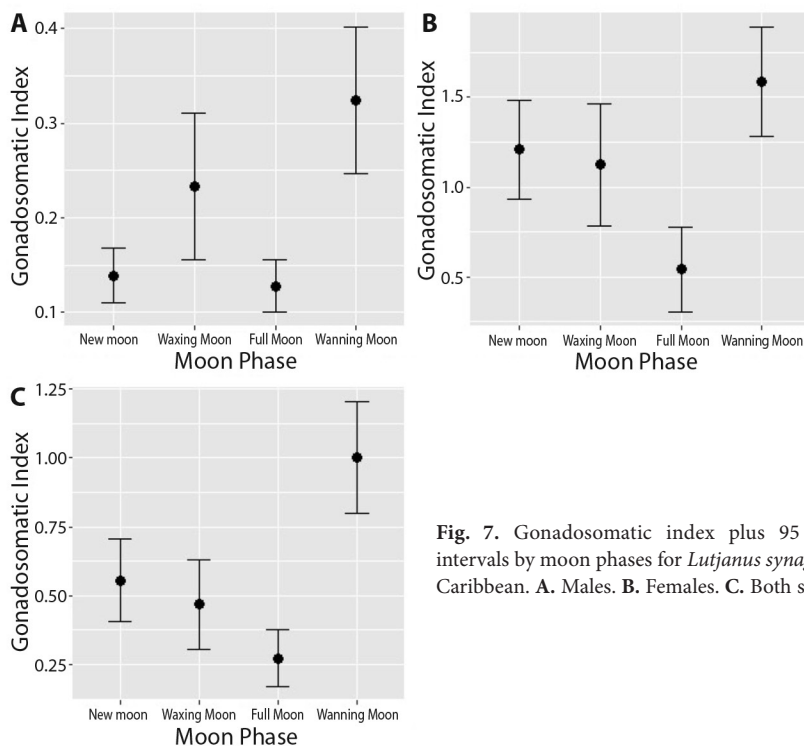 A
Gonadosomatic Index
0.4
0.3
0.2
0.1
New moon Waxing Moon Full Moon Wanning Moon
Moon Phase
B
Gonadosomatic Index
1.5
1.0
0.5
New moon Waxing Moon Full Moon Wanning Moon
Moon Phase
C
Gonadosomatic Index
1.25
1.00
0.75
0.50
0.25
New moon Waxing Moon Full Moon Wanning Moon
Moon Phase
Fig. 7. Gonadosomatic index plus 95
intervals by moon phases for Lutjanus syna
Caribbean. A. Males. B. Females. C. Both s